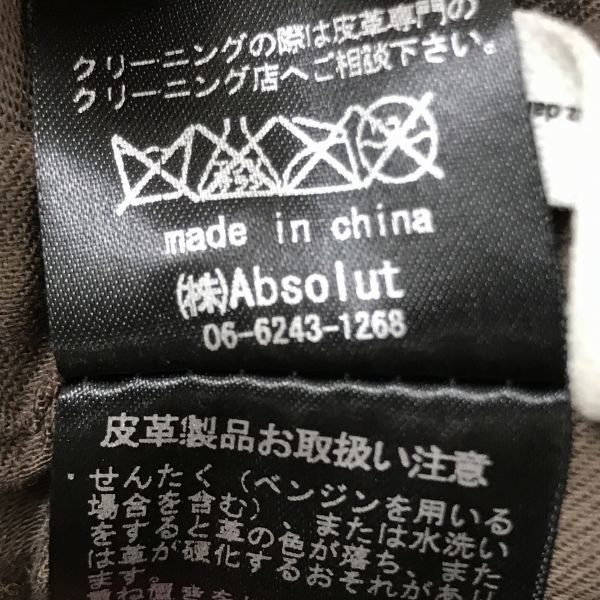 クリーニングの際は皮革専門の
クリーニング店へご相談下さい。
made in china
㈱Absolut
06-6243-1268
皮革製品お取扱い注意
せんたく（ベンジンを用いる
場合を含む）、または水洗い
をすると革の色が落ち、また
は革が硬化するおそれがあり
ます。